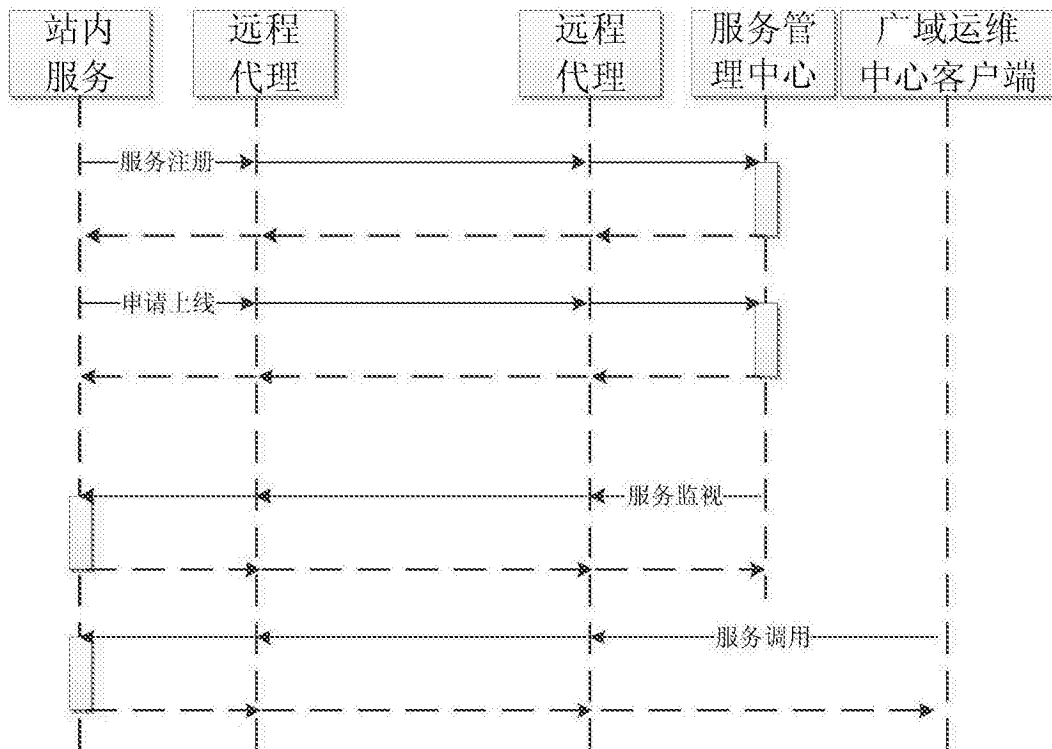 站内
服务
远程
代理
远程
代理
服务管
理中心
广域运维
中心客户端
服务注册
申请上线
服务监视
服务调用